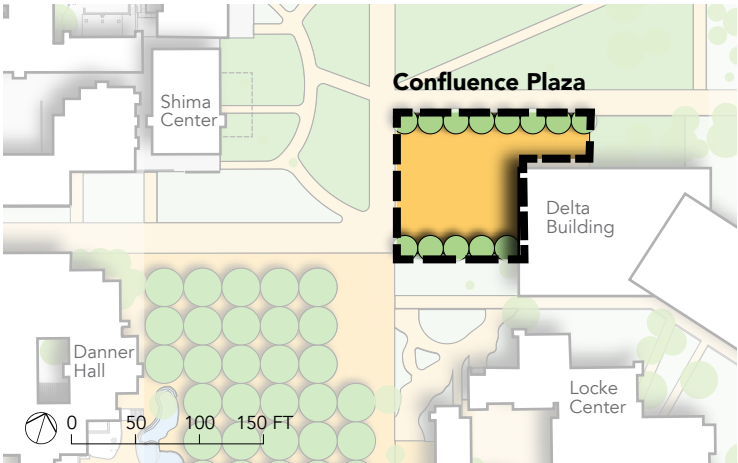 Confluence Plaza
Shima
Center
Delta
Building
Danner
Hall
Locke
Center
0 50 100 150 FT